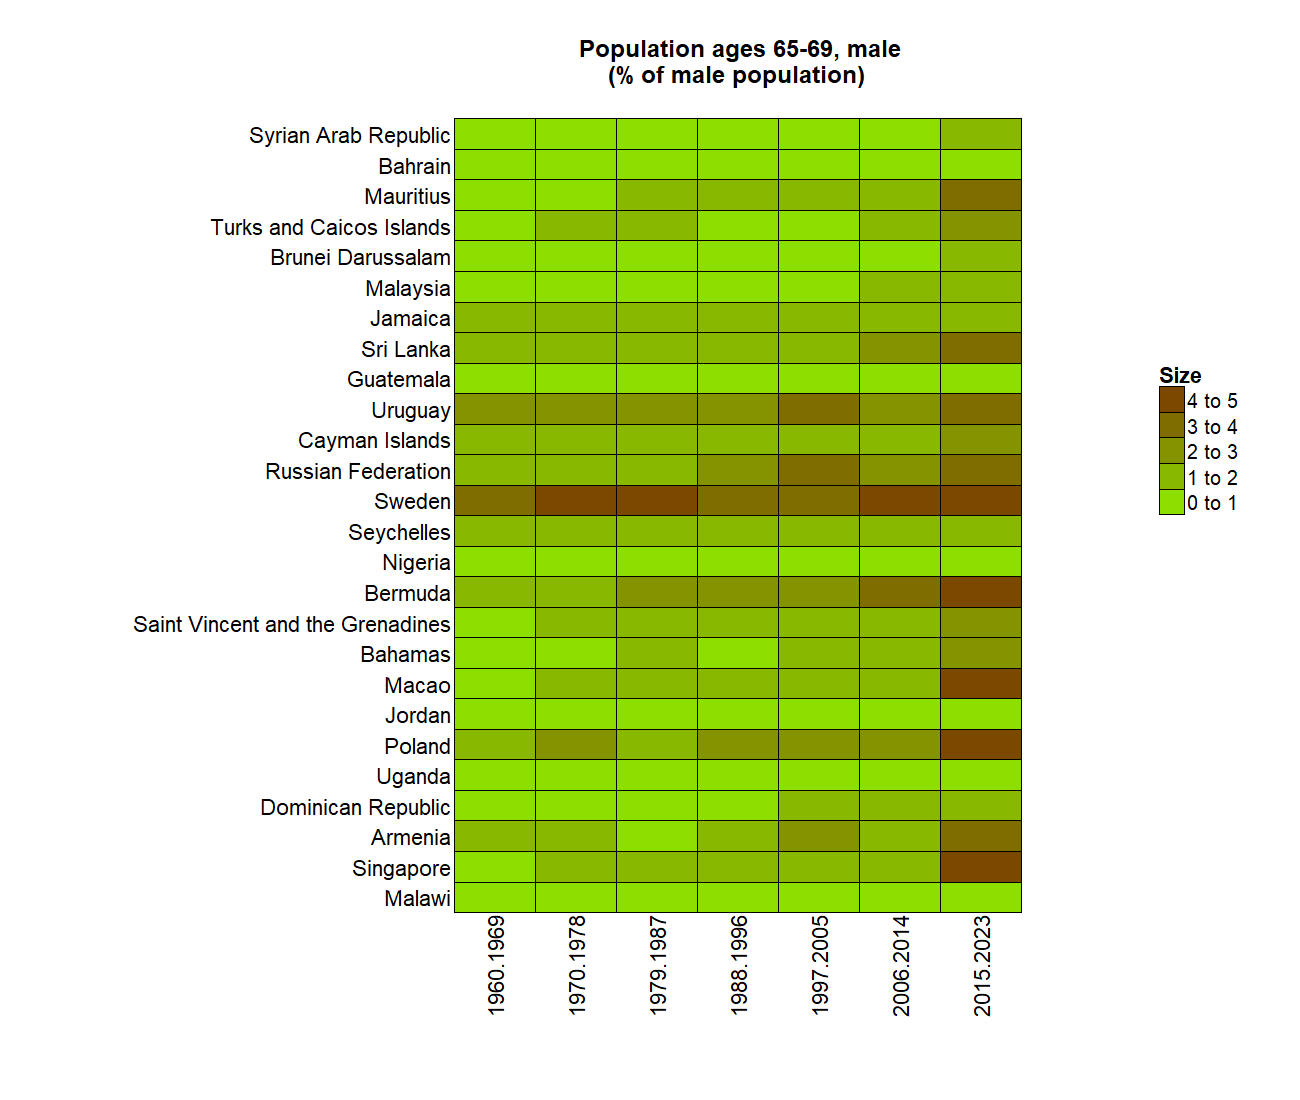 Population ages 65-69, male
(% of male population)
Syrian Arab Republic
Bahrain
Mauritius
Turks and Caicos Islands
Brunei Darussalam
Malaysia
Jamaica
Sri Lanka
Guatemala
Uruguay
Cayman Islands
Russian Federation
Sweden
Seychelles
Nigeria
Bermuda
Saint Vincent and the Grenadines
Bahamas
Macao
Jordan
Poland
Uganda
Dominican Republic
Armenia
Singapore
Malawi
1960.1969
1970.1978
1979.1987
1988.1996
1997.2005
2006.2014
2015.2023
Size
4 to 5
3 to 4
2 to 3
1 to 2
0 to 1